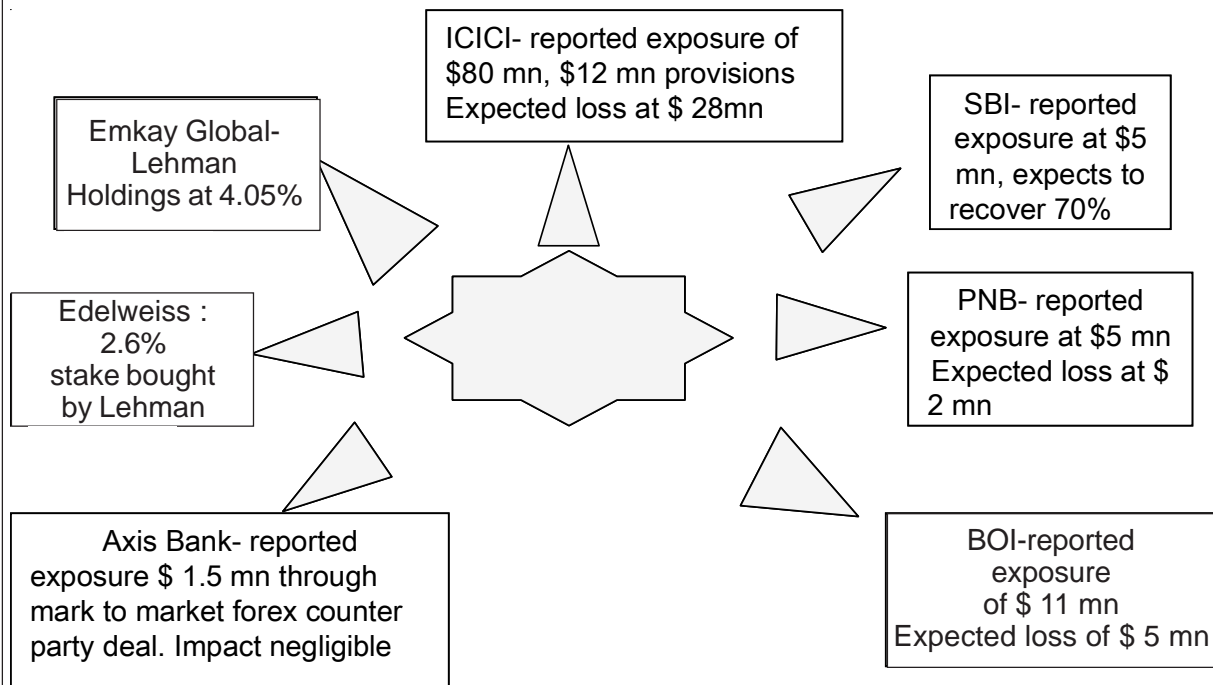 ICICI- reported exposure of
$80 mn, $12 mn provisions
Expected loss at $ 28mn
Emkay Global-
Lehman
Holdings at 4.05%
SBI- reported
exposure at $5
mn, expects to
recover 70%
Edelweiss :
2.6%
stake bought
by Lehman
PNB- reported
exposure at $5 mn
Expected loss at $
2 mn
Axis Bank- reported
exposure $ 1.5 mn through
mark to market forex counter
party deal. Impact negligible
BOI-reported
exposure
of $ 11 mn
Expected loss of $ 5 mn